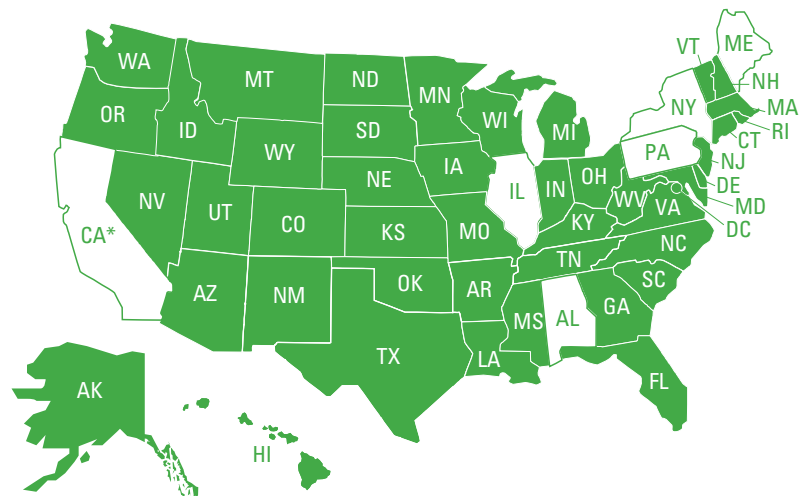 ME
VT
WA
MT
ND
NH
MN
NY
MA
OR
WI
RI
ID
SD
MI
CT
WY
PA
IA
NJ
NE
OH
DE
IL
IN
NV
WV
MD
UT
VA
CO
DC
CA*
KS
MO
KY
NC
TN
OK
SC
AZ
NM
AR
GA
MS
AL
TX
LA
FL
AK
HI